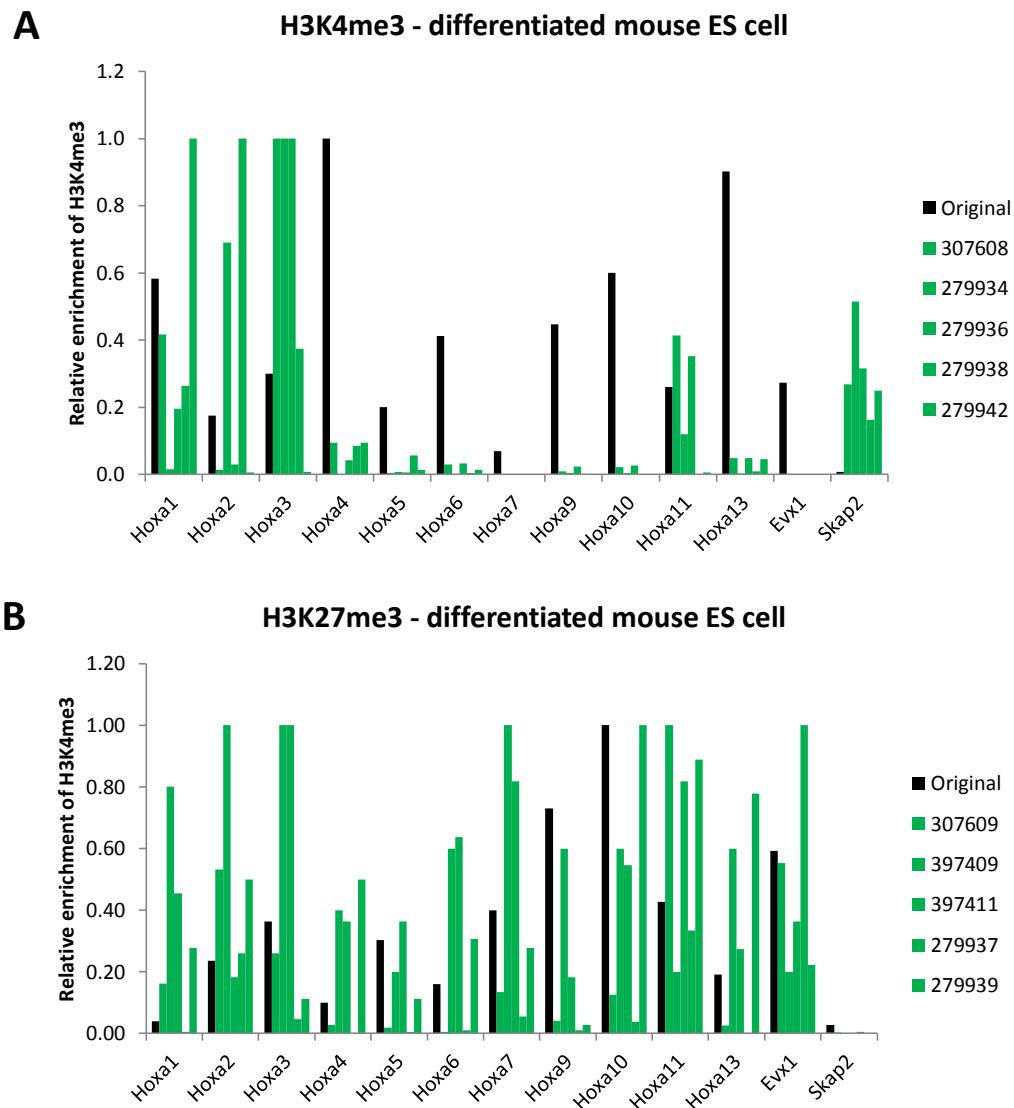 A
H3K4me3 - differentiated mouse ES cell
Relative enrichment of H3K4me3
1.2
1.0
0.8
0.6
0.4
0.2
0.0
Hoxa1
Hoxa2
Hoxa3
Hoxa4
Hoxa5
Hoxa6
Hoxa7
Hoxa9
Hoxa10
Hoxa11
Hoxa13
Evx1
Skap2
Original
307608
279934
279936
279938
279942
B
H3K27me3 - differentiated mouse ES cell
Relative enrichment of H3K4me3
1.20
1.00
0.80
0.60
0.40
0.20
0.00
Hoxa1
Hoxa2
Hoxa3
Hoxa4
Hoxa5
Hoxa6
Hoxa7
Hoxa9
Hoxa10
Hoxa11
Hoxa13
Evx1
Skap2
Original
307609
397409
397411
279937
279939